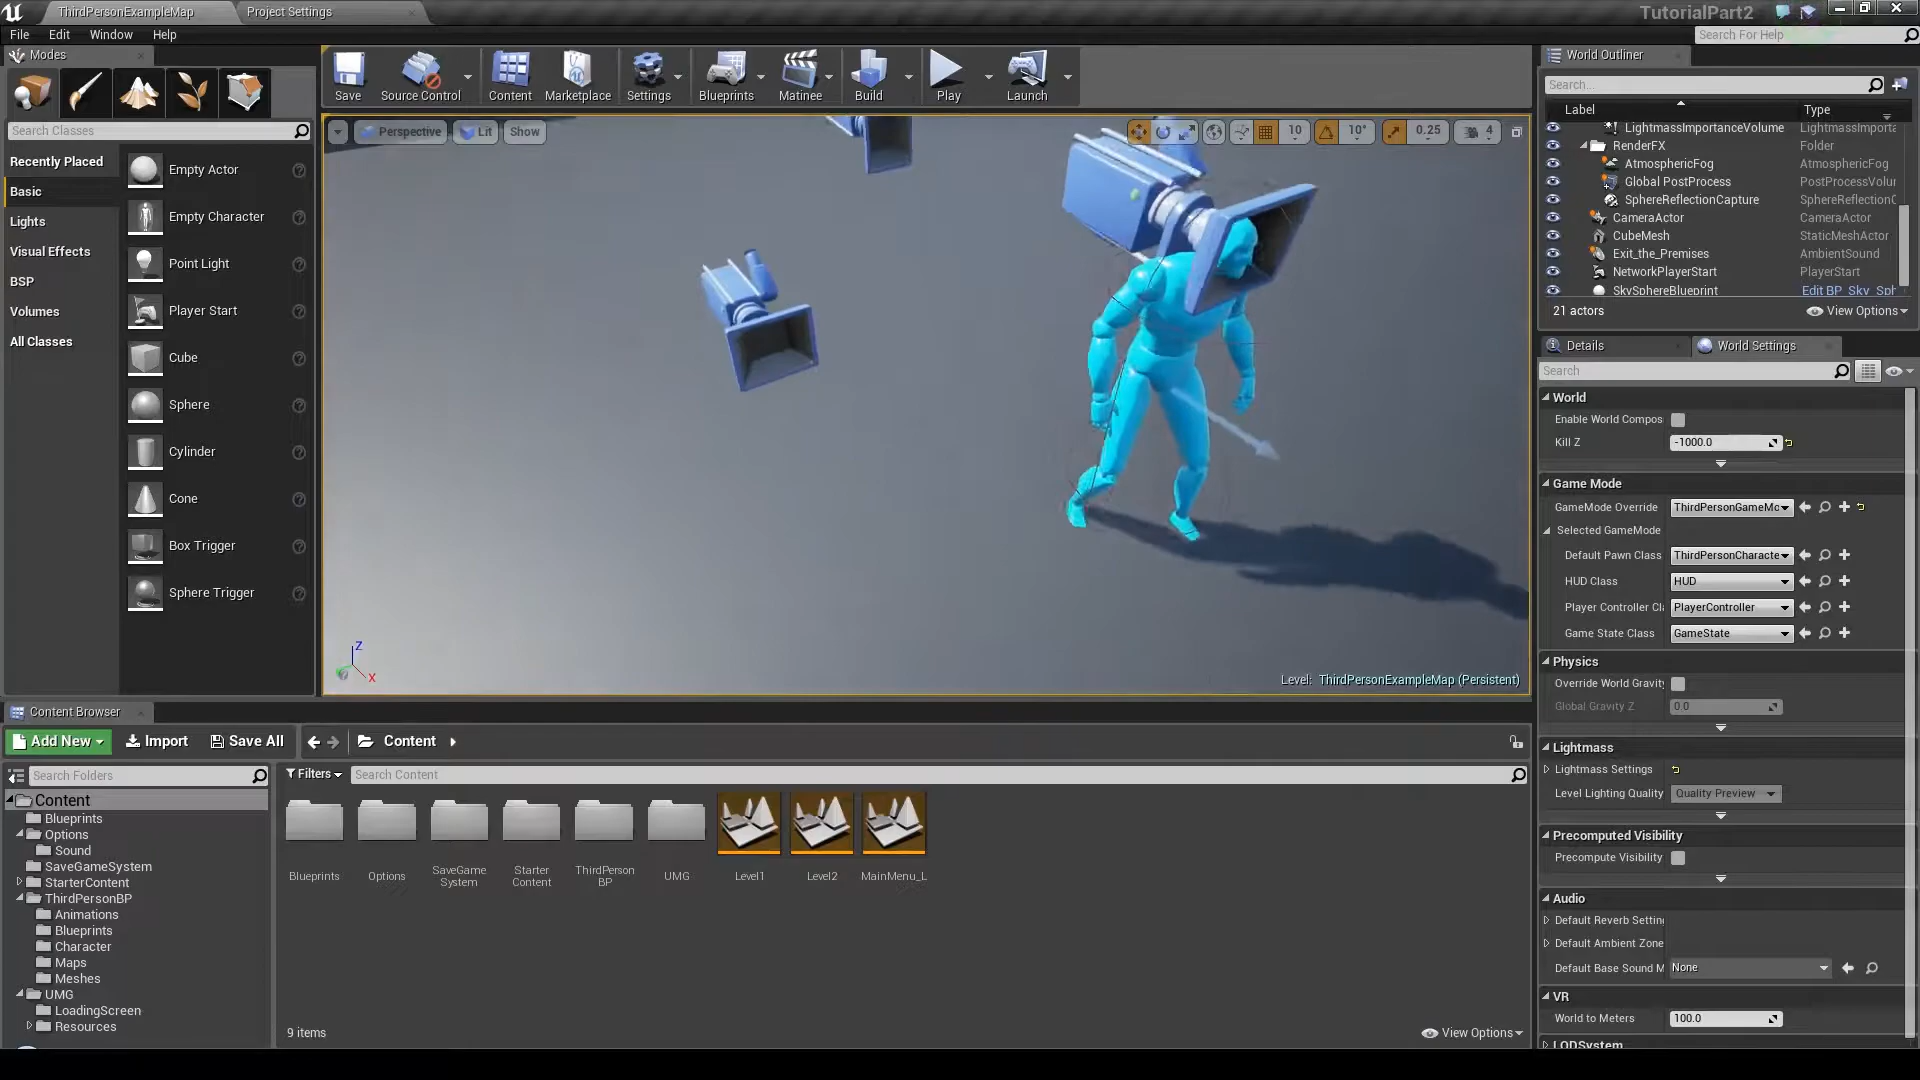 ThirdPersonExampleMap
Project Settings
TutorialPart2
File Edit Window Help
Search For Help
Modes
Search Classes
Recently Placed
Basic
Lights
Visual Effects
BSP
Volumes
All Classes
Empty Actor
Empty Character
Point Light
Player Start
Cube
Sphere
Cylinder
Cone
Box Trigger
Sphere Trigger
Save
Source Control
Content
Marketplace
Settings
Blueprints
Matinee
Build
Play
Launch
Perspective
Lit
Show
10
10°
0.25
4
Z
X
Level: ThirdPersonExampleMap (Persistent)
World Outliner
Search...
Label Type
LightmassImportanceVolume LightmassImporta
RenderFX Folder
AtmosphericFog AtmosphericFog
Global PostProcess PostProcessVolur
SphereReflectionCapture SphereReflectionC
CameraActor CameraActor
CubeMesh StaticMeshActor
Exit_the_Premises AmbientSound
NetworkPlayerStart PlayerStart
SkySphereBlueprint Edit BP_Sky_Sph
21 actors
View Options
Details
World Settings
Search
World
Enable World Compos
Kill Z -1000.0
Game Mode
GameMode Override ThirdPersonGameMc
Selected GameMode
Default Pawn Class ThirdPersonCharacte
HUD Class HUD
Player Controller Cl PlayerController
Game State Class GameState
Physics
Override World Gravit
Global Gravity Z 0.0
Lightmass
Lightmass Settings
Level Lighting Quality Quality Preview
Precomputed Visibility
Precompute Visibility
Audio
Default Reverb Settin
Default Ambient Zone
Default Base Sound M None
VR
World to Meters 100.0
LODSystem
Content Browser
Add New
Import
Save All
Content
Search Folders
Filters
Search Content
Content
Blueprints
Options
Sound
SaveGameSystem
StarterContent
ThirdPersonBP
Animations
Blueprints
Character
Maps
Meshes
UMG
LoadingScreen
Resources
Blueprints
Options
SaveGame
System
Starter
Content
ThirdPerson
BP
UMG
Level1
Level2
MainMenu_L
9 items
View Options